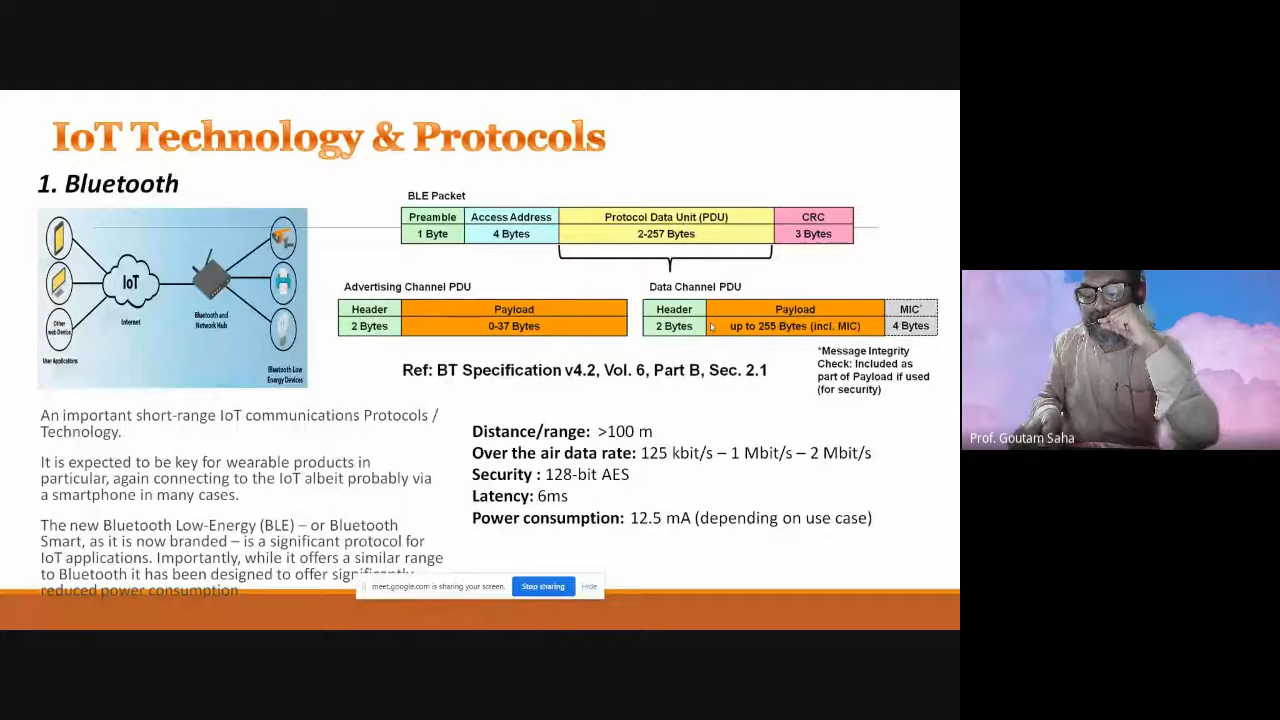 IoT Technology & Protocols
1. Bluetooth
IoT
Internet
Bluetooth and
Network Hub
Other
web Device
User Applications
Bluetooth Low
Energy Devices
BLE Packet
Preamble Access Address Protocol Data Unit (PDU) CRC
1 Byte 4 Bytes 2-257 Bytes 3 Bytes
Advertising Channel PDU
Header Payload
2 Bytes 0-37 Bytes
Data Channel PDU
Header Payload MIC*
2 Bytes up to 255 Bytes (incl. MIC) 4 Bytes
*Message Integrity
Check: Included as
part of Payload if used
(for security)
Ref: BT Specification v4.2, Vol. 6, Part B, Sec. 2.1
An important short-range IoT communications Protocols /
Technology.
It is expected to be key for wearable products in
particular, again connecting to the IoT albeit probably via
a smartphone in many cases.
The new Bluetooth Low-Energy (BLE) – or Bluetooth
Smart, as it is now branded – is a significant protocol for
IoT applications. Importantly, while it offers a similar range
to Bluetooth it has been designed to offer significantly
reduced power consumption
Distance/range: >100 m
Over the air data rate: 125 kbit/s – 1 Mbit/s – 2 Mbit/s
Security : 128-bit AES
Latency: 6ms
Power consumption: 12.5 mA (depending on use case)
meet.google.com is sharing your screen. Stop sharing Hide
Prof. Goutam Saha